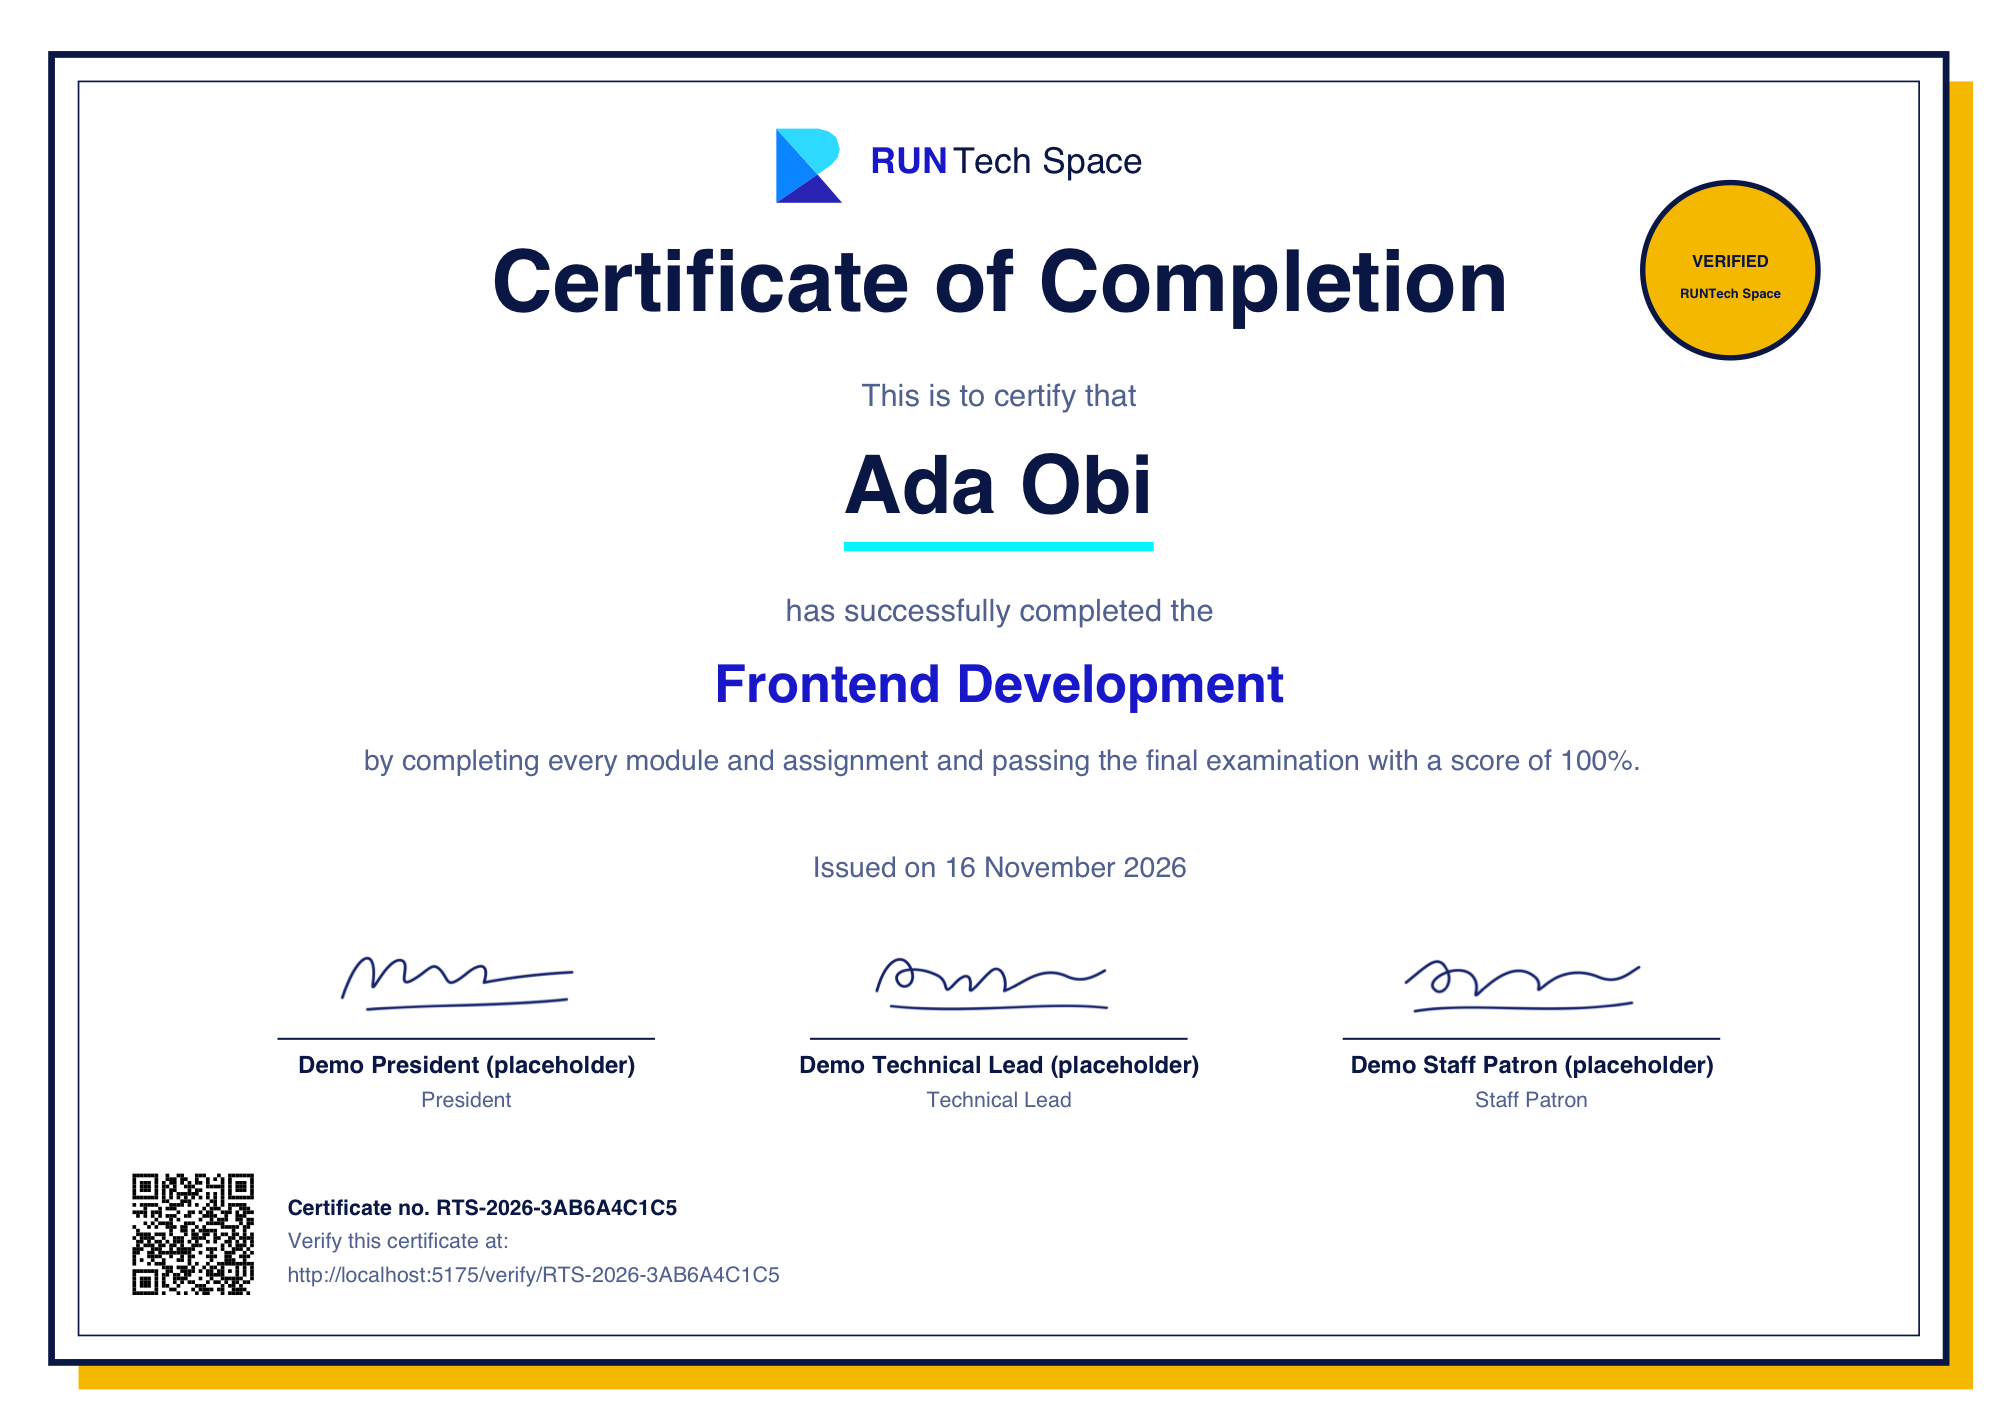 RUN Tech Space
Certificate of Completion
VERIFIED
RUNTech Space
This is to certify that
Ada Obi
has successfully completed the
Frontend Development
by completing every module and assignment and passing the final examination with a score of 100%.
Issued on 16 November 2026
Demo President (placeholder)
President
Demo Technical Lead (placeholder)
Technical Lead
Demo Staff Patron (placeholder)
Staff Patron
Certificate no. RTS-2026-3AB6A4C1C5
Verify this certificate at:
http://localhost:5175/verify/RTS-2026-3AB6A4C1C5